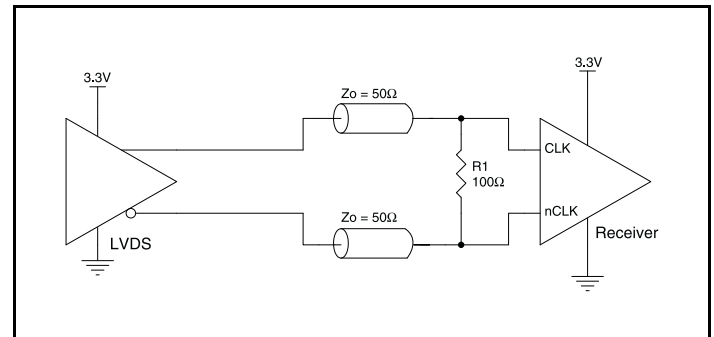 3.3V
3.3V
Zo = 50Ω
CLK
R1
100Ω
Zo = 50Ω
nCLK
LVDS
Receiver